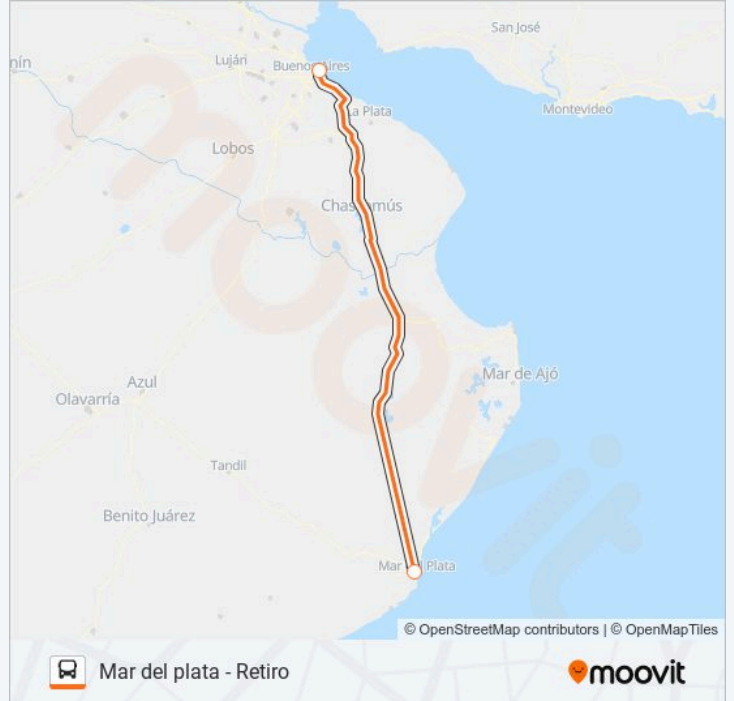 San José
nín
Luján
Buenos Aires
La Plata
Montevideo
Lobos
Chascomús
Mar de Ajó
Azul
Olavarría
Tandil
Benito Juárez
Mar del Plata
moovit
© OpenStreetMap contributors | © OpenMapTiles
Mar del plata - Retiro
moovit